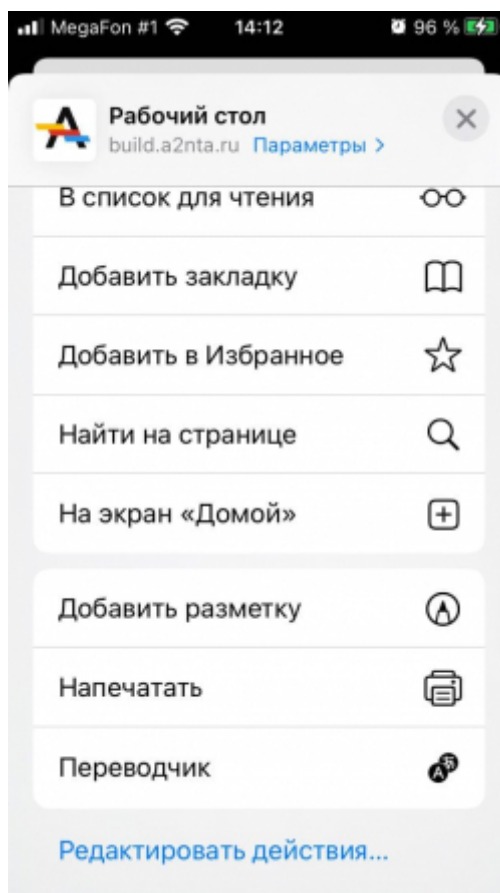 MegaFon #1 14:12 96 %
Рабочий стол
build.a2nta.ru Параметры >
В список для чтения
Добавить закладку
Добавить в Избранное
Найти на странице
На экран «Домой»
Добавить разметку
Напечатать
Переводчик
Редактировать действия...